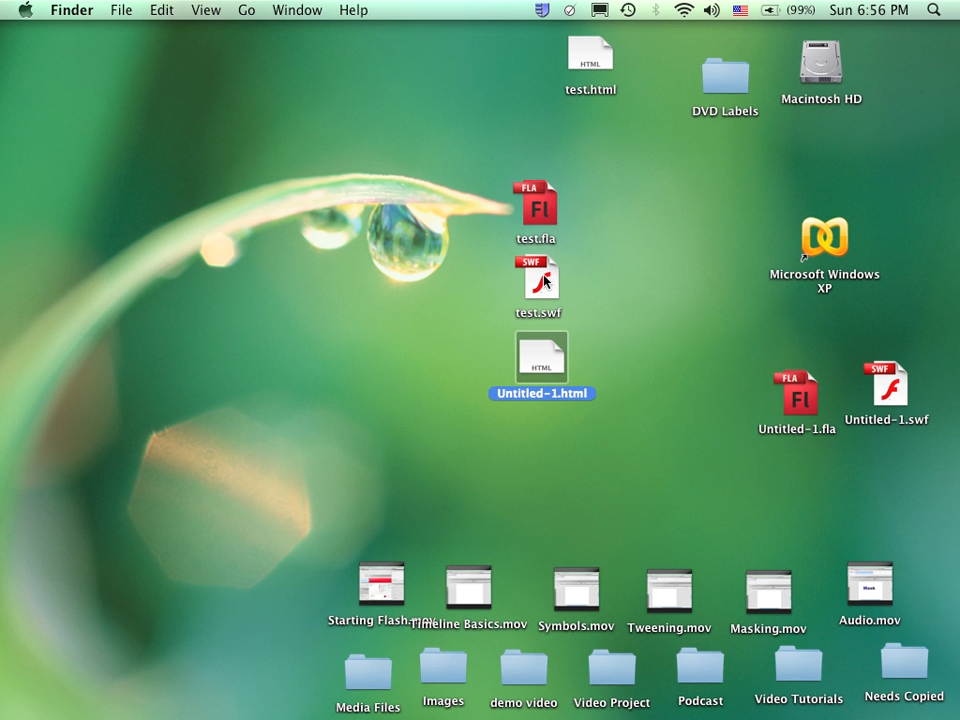 Finder File Edit View Go Window Help (99%) Sun 6:56 PM
HTML
test.html
DVD Labels
Macintosh HD
FLA
Fl
test.fla
SWF
test.swf
HTML
Untitled-1.html
Microsoft Windows
XP
FLA
Fl
Untitled-1.fla
SWF
Untitled-1.swf
Starting Flash.mov
Timeline Basics.mov
Symbols.mov
Tweening.mov
Masking.mov
Audio.mov
Media Files
Images
demo video
Video Project
Podcast
Video Tutorials
Needs Copied